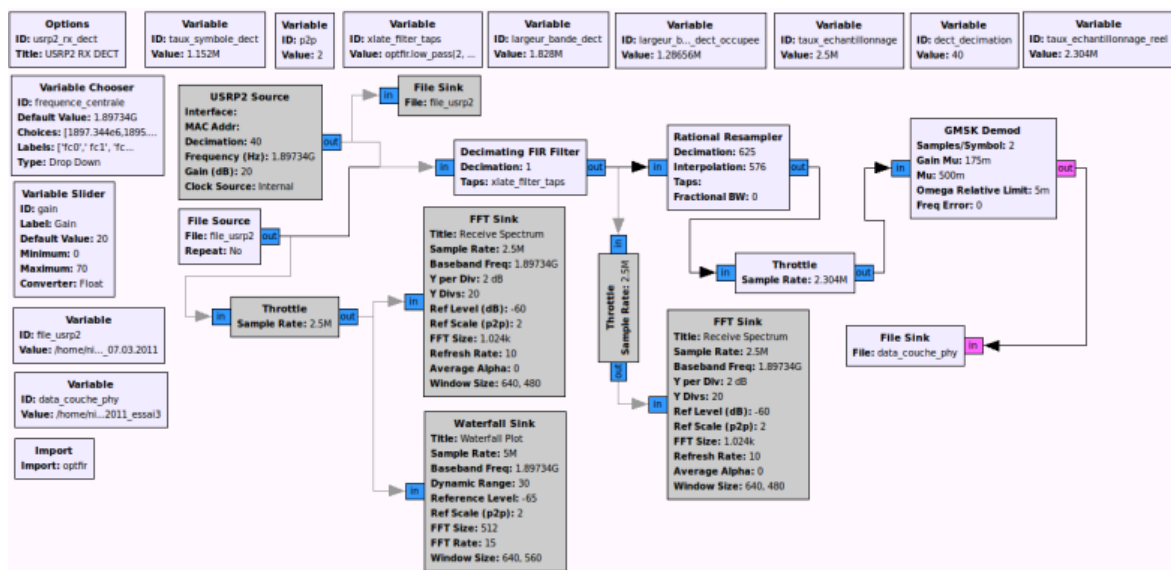 Options
ID: usrp2_rx_dect
Title: USRP2 RX DECT
Variable
ID: taux_symbole_dect
Value: 1.152M
Variable
ID: p2p
Value: 2
Variable
ID: xlate_filter_taps
Value: optfir.low_pass(2, ...
Variable
ID: largeur_bande_dect
Value: 1.828M
Variable
ID: largeur_b..._dect_occupee
Value: 1.28656M
Variable
ID: taux_echantillonnage
Value: 2.5M
Variable
ID: dect_decimation
Value: 40
Variable
ID: taux_echantillonnage_reel
Value: 2.304M
Variable Chooser
ID: frequence_centrale
Default Value: 1.89734G
Choices: [1897.344e6,1895....
Labels: ['fc0',' fc1', 'fc...
Type: Drop Down
USRP2 Source
Interface:
MAC Addr:
Decimation: 40
Frequency (Hz): 1.89734G
Gain (dB): 20
Clock Source: Internal
out
in
File Sink
File: file_usrp2
in
Decimating FIR Filter
Decimation: 1
Taps: xlate_filter_taps
out
in
Rational Resampler
Decimation: 625
Interpolation: 576
Taps:
Fractional BW: 0
out
in
GMSK Demod
Samples/Symbol: 2
Gain Mu: 175m
Mu: 500m
Omega Relative Limit: 5m
Freq Error: 0
out
Variable Slider
ID: gain
Label: Gain
Default Value: 20
Minimum: 0
Maximum: 70
Converter: Float
File Source
File: file_usrp2
Repeat: No
out
in
Throttle
Sample Rate: 2.5M
out
in
FFT Sink
Title: Receive Spectrum
Sample Rate: 2.5M
Baseband Freq: 1.89734G
Y per Div: 2 dB
Y Divs: 20
Ref Level (dB): -60
Ref Scale (p2p): 2
FFT Size: 1.024k
Refresh Rate: 10
Average Alpha: 0
Window Size: 640, 480
in
Throttle
Sample Rate: 2.5M
out
in
Throttle
Sample Rate: 2.304M
out
Variable
ID: file_usrp2
Value: /home/ni..._07.03.2011
Variable
ID: data_couche_phy
Value: /home/ni...2011_essai3
Import
Import: optfir
in
Waterfall Sink
Title: Waterfall Plot
Sample Rate: 5M
Baseband Freq: 1.89734G
Dynamic Range: 30
Reference Level: -65
Ref Scale (p2p): 2
FFT Size: 512
FFT Rate: 15
Window Size: 640, 560
in
FFT Sink
Title: Receive Spectrum
Sample Rate: 2.5M
Baseband Freq: 1.89734G
Y per Div: 2 dB
Y Divs: 20
Ref Level (dB): -60
Ref Scale (p2p): 2
FFT Size: 1.024k
Refresh Rate: 10
Average Alpha: 0
Window Size: 640, 480
File Sink
File: data_couche_phy
in